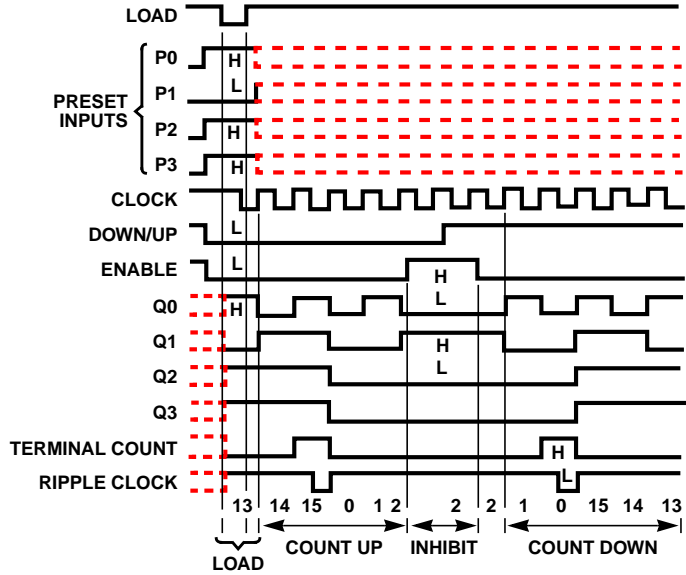 LOAD
P0 H
P1 L
PRESET
INPUTS
P2 H
P3 H
CLOCK
DOWN/UP L
ENABLE L H
Q0 H L
Q1 H
Q2 L
Q3
TERMINAL COUNT H
RIPPLE CLOCK L
13 14 15 0 1 2 2 2 1 0 15 14 13
COUNT UP INHIBIT COUNT DOWN
LOAD